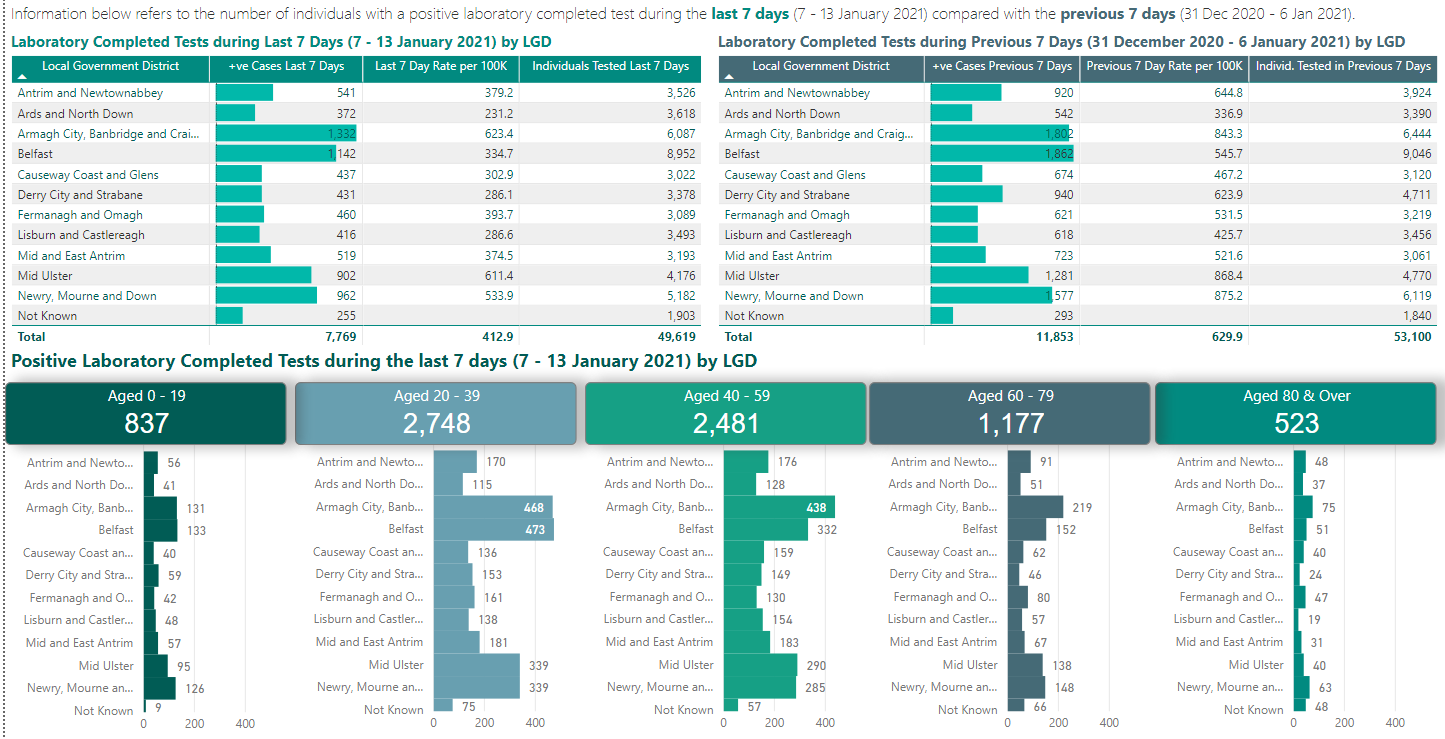 Information below refers to the number of individuals with a positive laboratory completed test during the last 7 days (7 - 13 January 2021) compared with the previous 7 days (31 Dec 2020 - 6 Jan 2021).
Laboratory Completed Tests during Last 7 Days (7 - 13 January 2021) by LGD
Local Government District +ve Cases Last 7 Days Last 7 Day Rate per 100K Individuals Tested Last 7 Days
Antrim and Newtownabbey 541 379.2 3,526
Ards and North Down 372 231.2 3,618
Armagh City, Banbridge and Crai... 1,332 623.4 6,087
Belfast 1,142 334.7 8,952
Causeway Coast and Glens 437 302.9 3,022
Derry City and Strabane 431 286.1 3,378
Fermanagh and Omagh 460 393.7 3,089
Lisburn and Castlereagh 416 286.6 3,493
Mid and East Antrim 519 374.5 3,193
Mid Ulster 902 611.4 4,176
Newry, Mourne and Down 962 533.9 5,182
Not Known 255 1,903
Total 7,769 412.9 49,619
Laboratory Completed Tests during Previous 7 Days (31 December 2020 - 6 January 2021) by LGD
Local Government District +ve Cases Previous 7 Days Previous 7 Day Rate per 100K Individ. Tested in Previous 7 Days
Antrim and Newtownabbey 920 644.8 3,924
Ards and North Down 542 336.9 3,390
Armagh City, Banbridge and Craig... 1,802 843.3 6,444
Belfast 1,862 545.7 9,046
Causeway Coast and Glens 674 467.2 3,120
Derry City and Strabane 940 623.9 4,711
Fermanagh and Omagh 621 531.5 3,219
Lisburn and Castlereagh 618 425.7 3,456
Mid and East Antrim 723 521.6 3,061
Mid Ulster 1,281 868.4 4,770
Newry, Mourne and Down 1,577 875.2 6,119
Not Known 293 1,840
Total 11,853 629.9 53,100
Positive Laboratory Completed Tests during the last 7 days (7 - 13 January 2021) by LGD
Aged 0 - 19
837
Antrim and Newto... 56
Ards and North Do... 41
Armagh City, Banb... 131
Belfast 133
Causeway Coast an... 40
Derry City and Stra... 59
Fermanagh and O... 42
Lisburn and Castler... 48
Mid and East Antrim 57
Mid Ulster 95
Newry, Mourne an... 126
Not Known 9
0 200 400
Aged 20 - 39
2,748
Antrim and Newto... 170
Ards and North Do... 115
Armagh City, Banb... 468
Belfast 473
Causeway Coast an... 136
Derry City and Stra... 153
Fermanagh and O... 161
Lisburn and Castler... 138
Mid and East Antrim 181
Mid Ulster 339
Newry, Mourne an... 339
Not Known 75
0 200 400
Aged 40 - 59
2,481
Antrim and Newto... 176
Ards and North Do... 128
Armagh City, Banb... 438
Belfast 332
Causeway Coast an... 159
Derry City and Stra... 149
Fermanagh and O... 130
Lisburn and Castler... 154
Mid and East Antrim 183
Mid Ulster 290
Newry, Mourne an... 285
Not Known 57
0 200 400
Aged 60 - 79
1,177
Antrim and Newto... 91
Ards and North Do... 51
Armagh City, Banb... 219
Belfast 152
Causeway Coast an... 62
Derry City and Stra... 46
Fermanagh and O... 80
Lisburn and Castler... 57
Mid and East Antrim 67
Mid Ulster 138
Newry, Mourne an... 148
Not Known 66
0 200 400
Aged 80 & Over
523
Antrim and Newto... 48
Ards and North Do... 37
Armagh City, Banb... 75
Belfast 51
Causeway Coast an... 40
Derry City and Stra... 24
Fermanagh and O... 47
Lisburn and Castler... 19
Mid and East Antrim 31
Mid Ulster 40
Newry, Mourne an... 63
Not Known 48
0 200 400